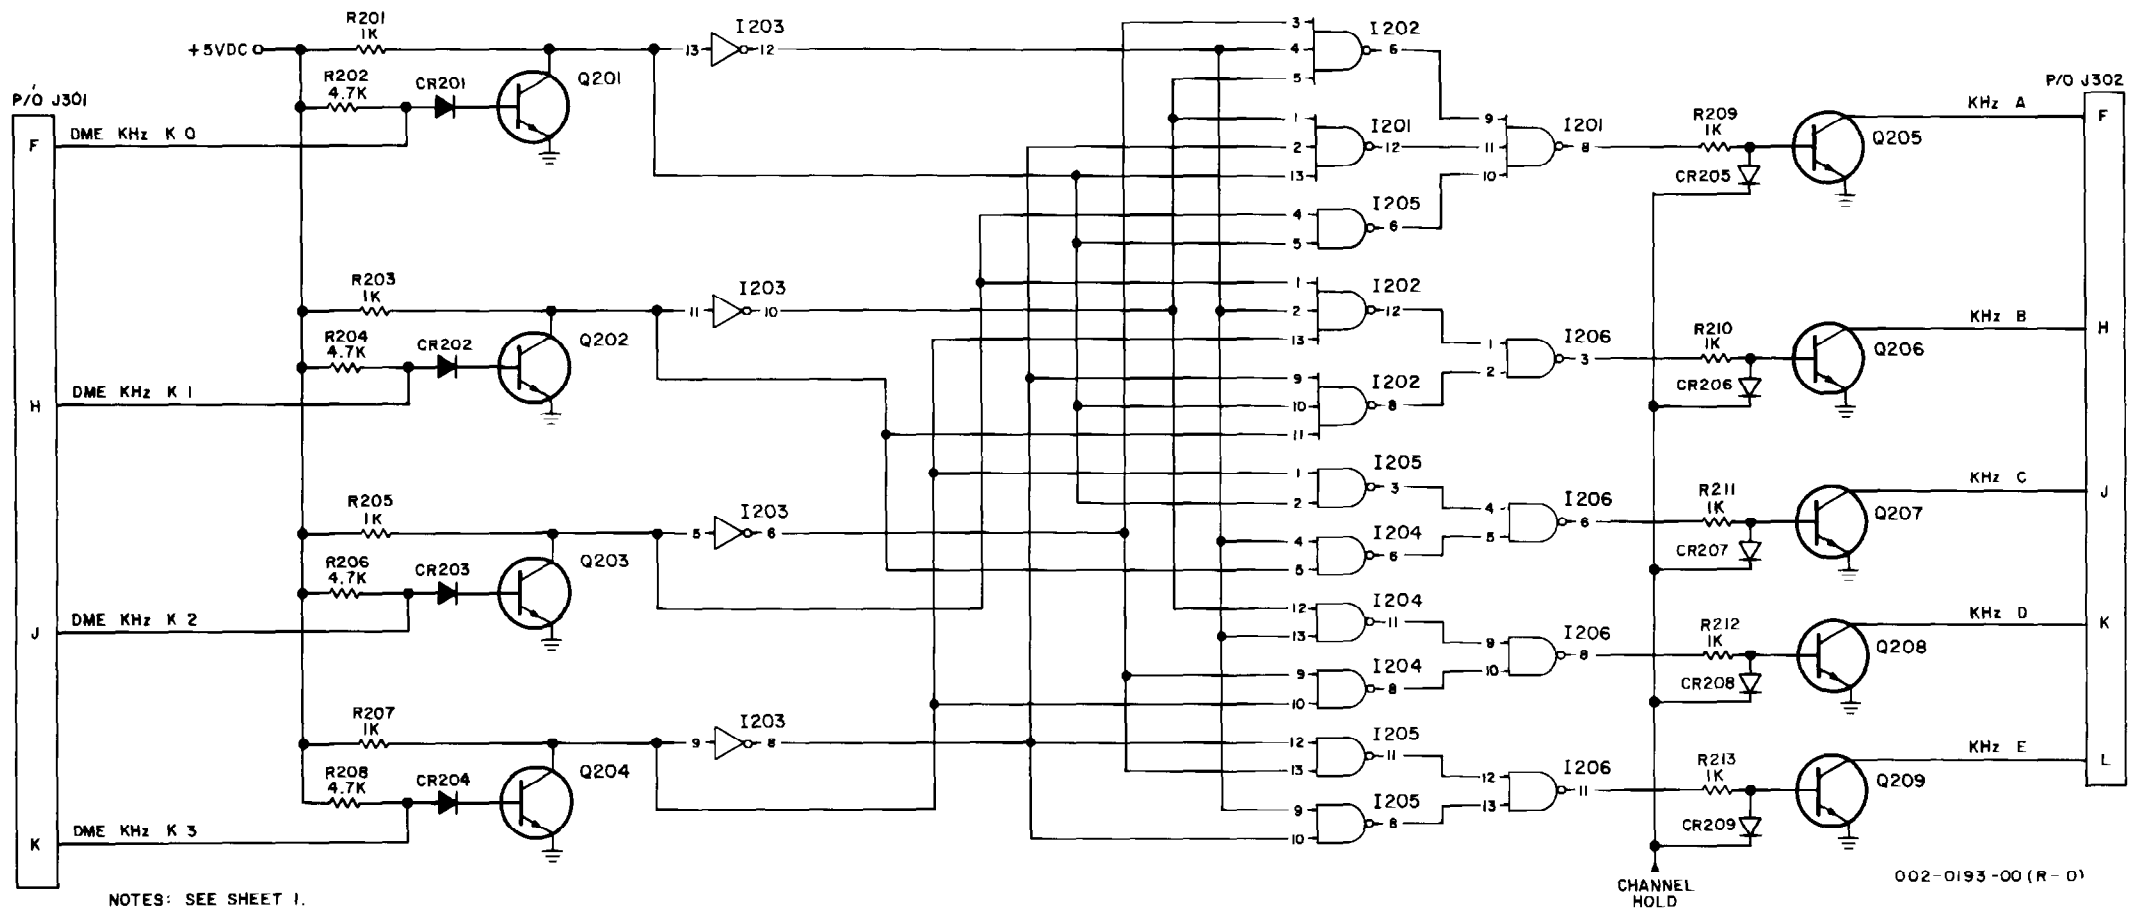 P/O J301
F
DME KHz K 0
H
DME KHz K 1
J
DME KHz K 2
K
DME KHz K 3
+5VDC
R201
1K
R202
4.7K
CR201
Q201
13
I203
12
R203
1K
R204
4.7K
CR202
Q202
11
I203
10
R205
1K
R206
4.7K
CR203
Q203
5
I203
6
R207
1K
R208
4.7K
CR204
Q204
9
I203
8
3
4
5
I202
6
1
2
13
I201
12
4
5
I205
6
9
11
10
I201
8
1
2
13
I202
12
9
10
11
I202
8
1
2
I206
3
1
2
I205
3
4
5
I204
6
4
5
I206
6
12
13
I204
11
9
10
I204
8
9
10
I206
8
12
13
I205
11
9
10
I205
8
12
13
I206
11
R209
1K
CR205
Q205
KHz A
R210
1K
CR206
Q206
KHz B
R211
1K
CR207
Q207
KHz C
R212
1K
CR208
Q208
KHz D
R213
1K
CR209
Q209
KHz E
P/O J302
F
H
J
K
L
CHANNEL
HOLD
NOTES: SEE SHEET 1.
002-0193-00 (R-0)